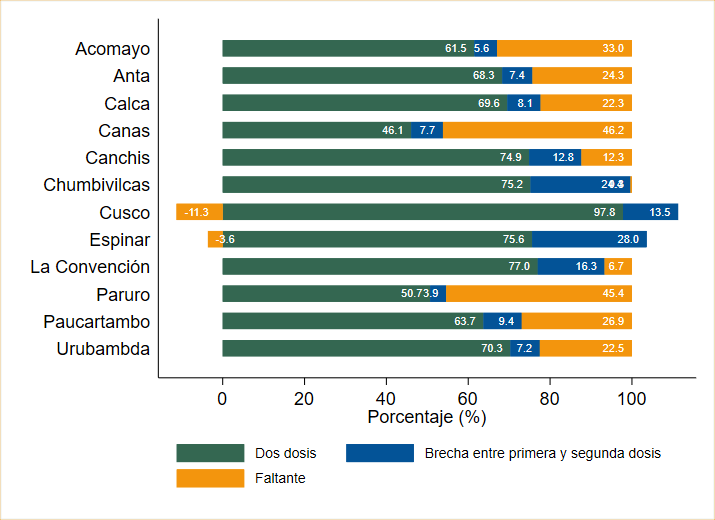 Acomayo 61.5 5.6 33.0
Anta 68.3 7.4 24.3
Calca 69.6 8.1 22.3
Canas 46.1 7.7 46.2
Canchis 74.9 12.8 12.3
Chumbivilcas 75.2
Cusco -11.3 97.8 13.5
Espinar -3.6 75.6 28.0
La Convención 77.0 16.3 6.7
Paruro 50.7 3.9 45.4
Paucartambo 63.7 9.4 26.9
Urubambda 70.3 7.2 22.5
0 20 40 60 80 100
Porcentaje (%)
Dos dosis Brecha entre primera y segunda dosis
Faltante